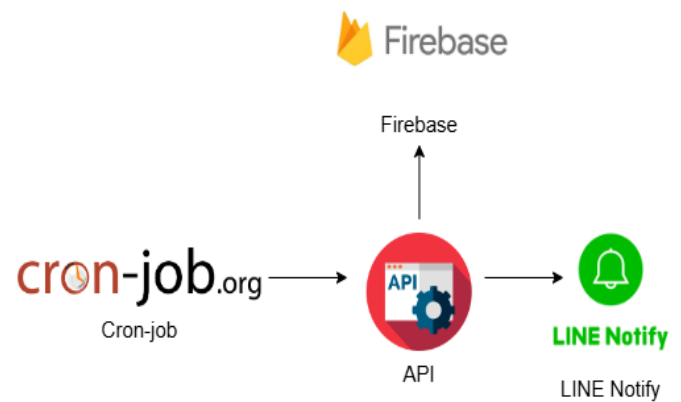 Firebase
Firebase
cron-job.org
Cron-job
API
API
LINE Notify
LINE Notify